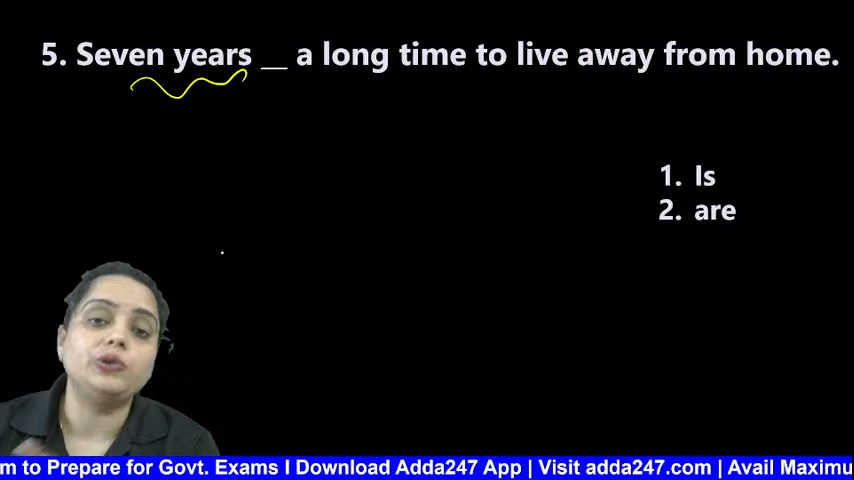 5. Seven years __ a long time to live away from home.
1. Is
2. are
m to Prepare for Govt. Exams I Download Adda247 App | Visit adda247.com | Avail Maximu